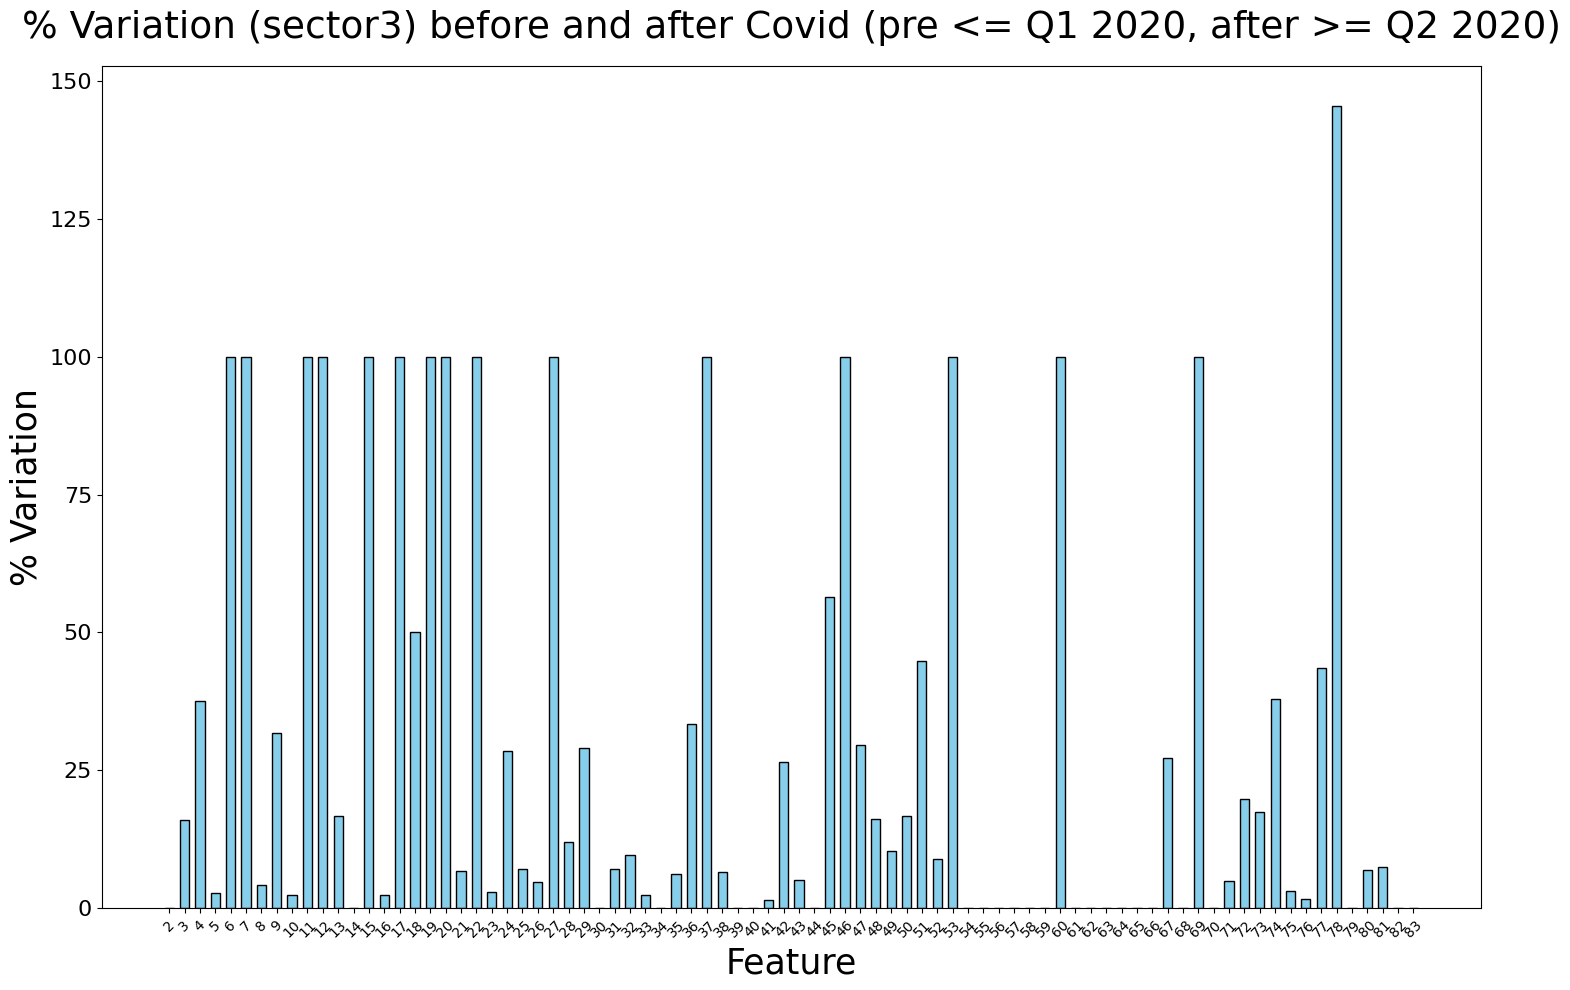 % Variation (sector3) before and after Covid (pre <= Q1 2020, after >= Q2 2020)
150
125
100
75
50
25
0
% Variation
2 3 4 5 6 7 8 9 10 11 12 13 14 15 16 17 18 19 20 21 22 23 24 25 26 27 28 29 30 31 32 33 34 35 36 37 38 39 40 41 42 43 44 45 46 47 48 49 50 51 52 53 54 55 56 57 58 59 60 61 62 63 64 65 66 67 68 69 70 71 72 73 74 75 76 77 78 79 80 81 82 83
Feature